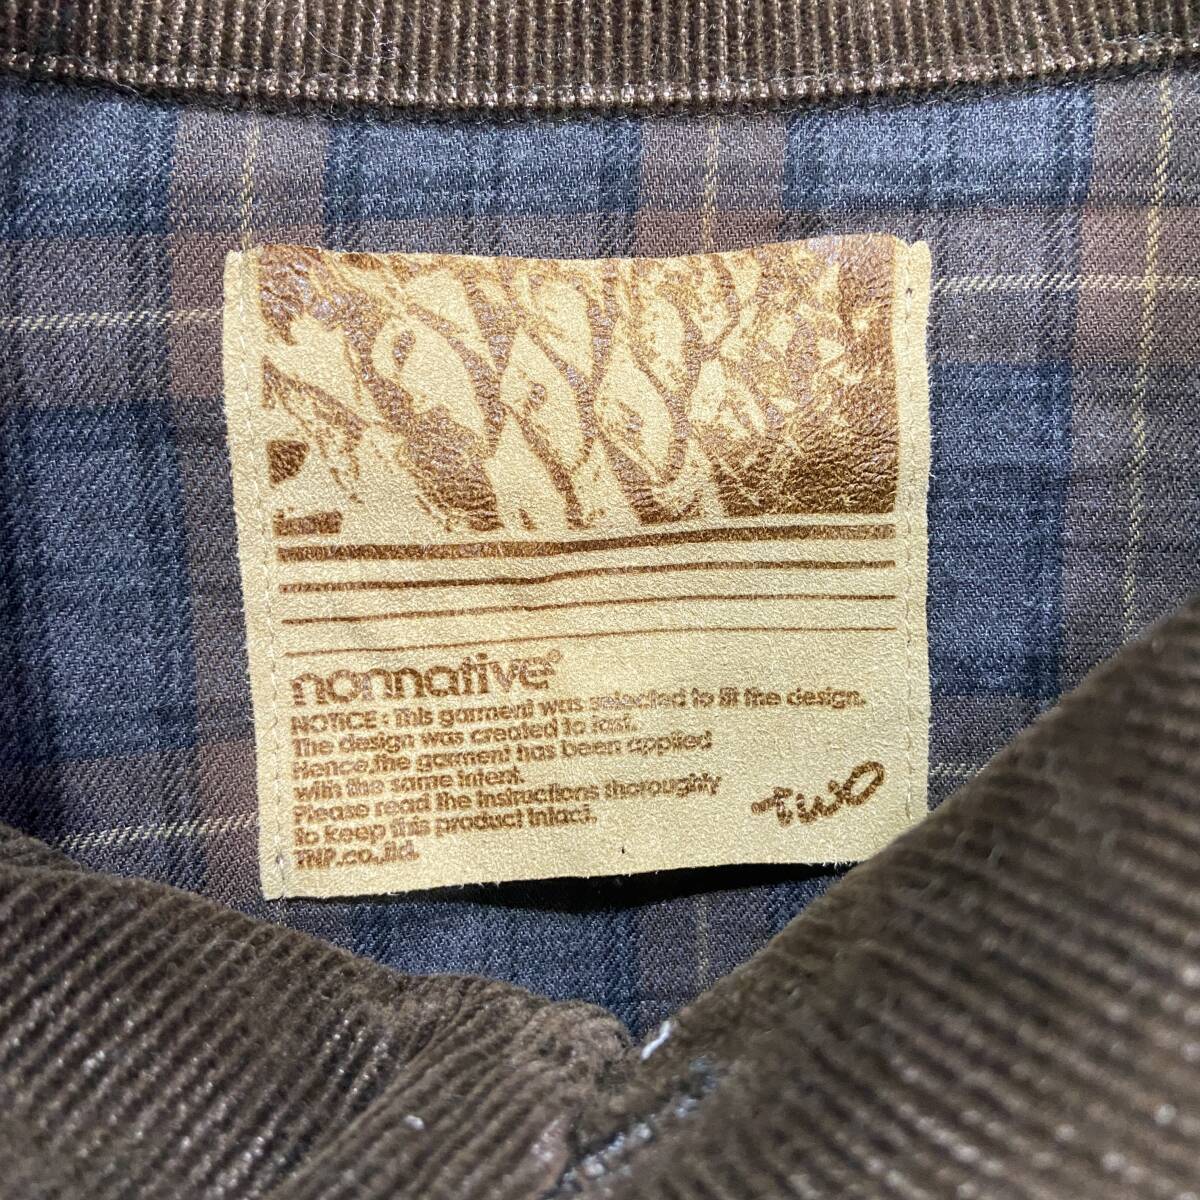 nonnative®
NOTICE : This garment was selected to fit the design.
The design was created to last.
Hence,the garment has been applied
with the same intent.
Please read the instructions thoroughly
to keep this product intact.
TNP.co.,ltd.
TWO